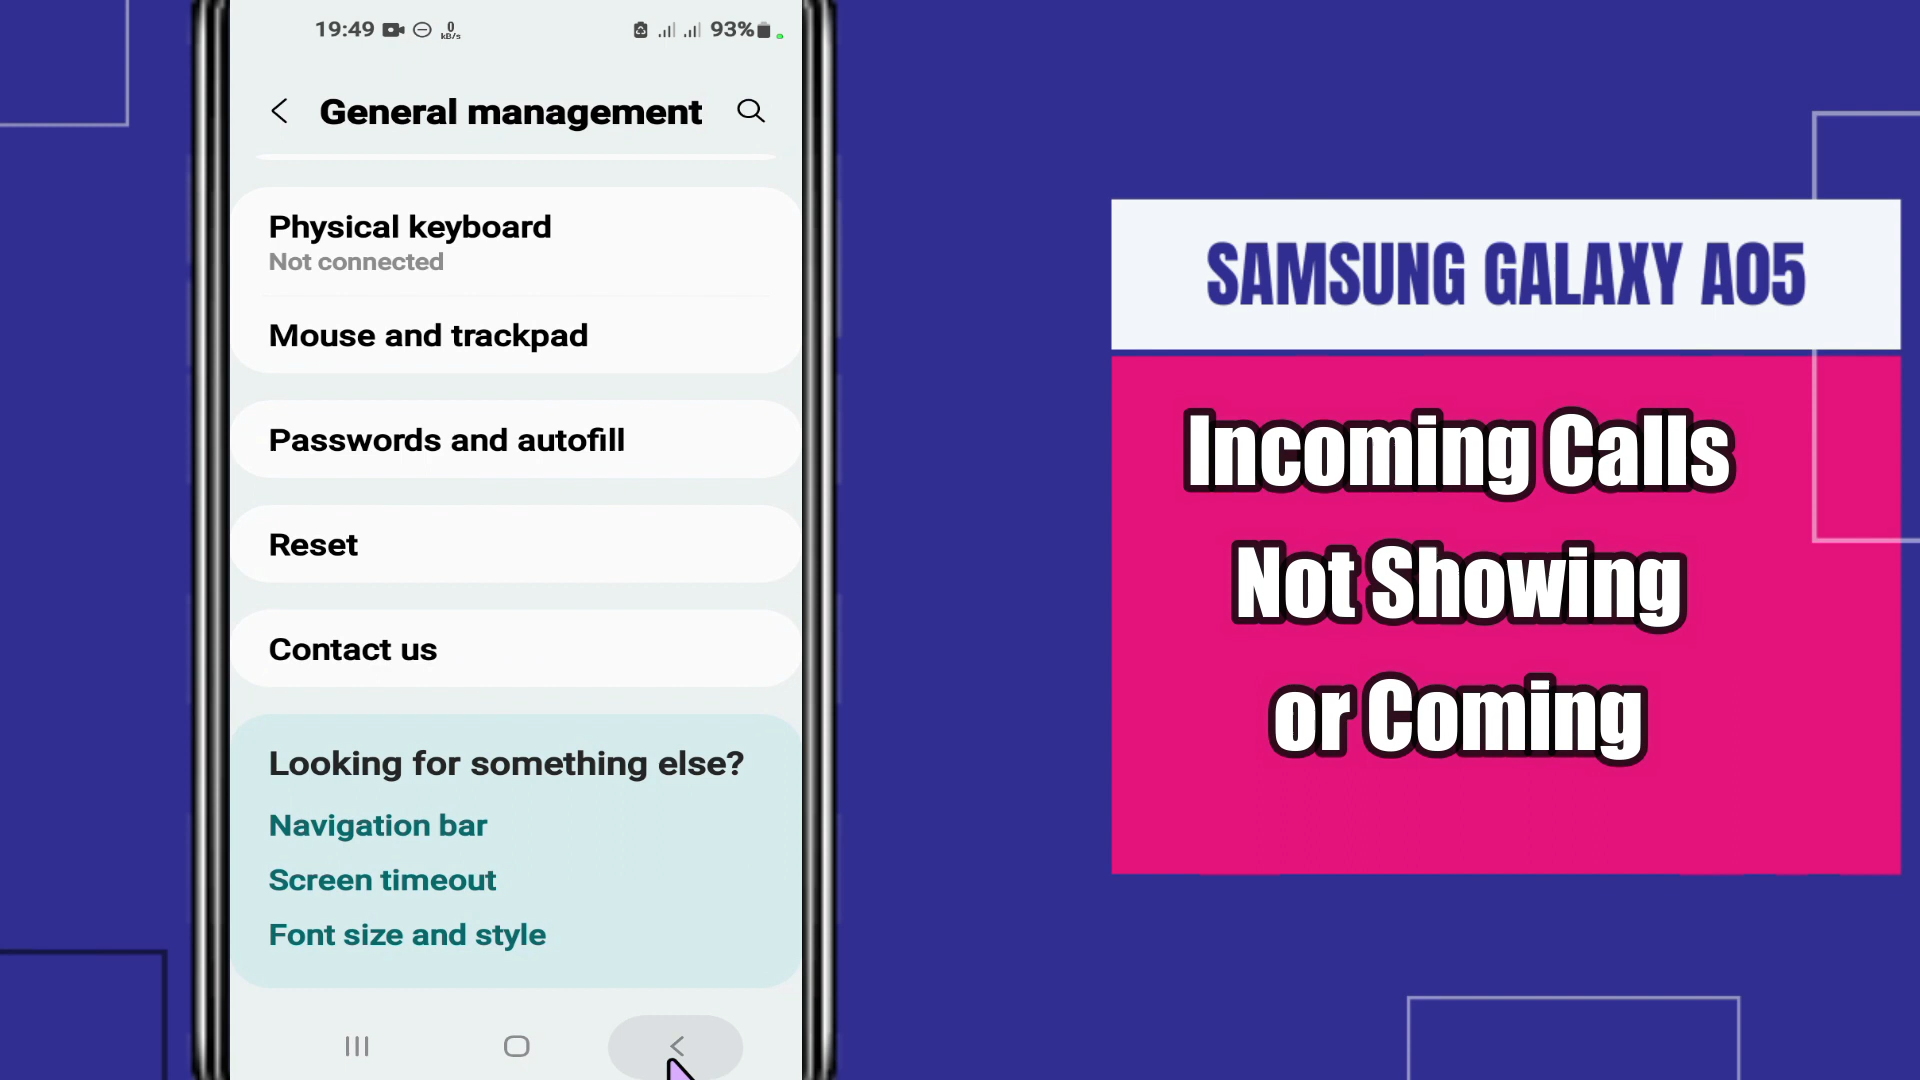 19:49
0
kB/s
93%
General management
Physical keyboard
Not connected
Mouse and trackpad
Passwords and autofill
Reset
Contact us
Looking for something else?
Navigation bar
Screen timeout
Font size and style
SAMSUNG GALAXY A05
Incoming Calls
Not Showing
or Coming